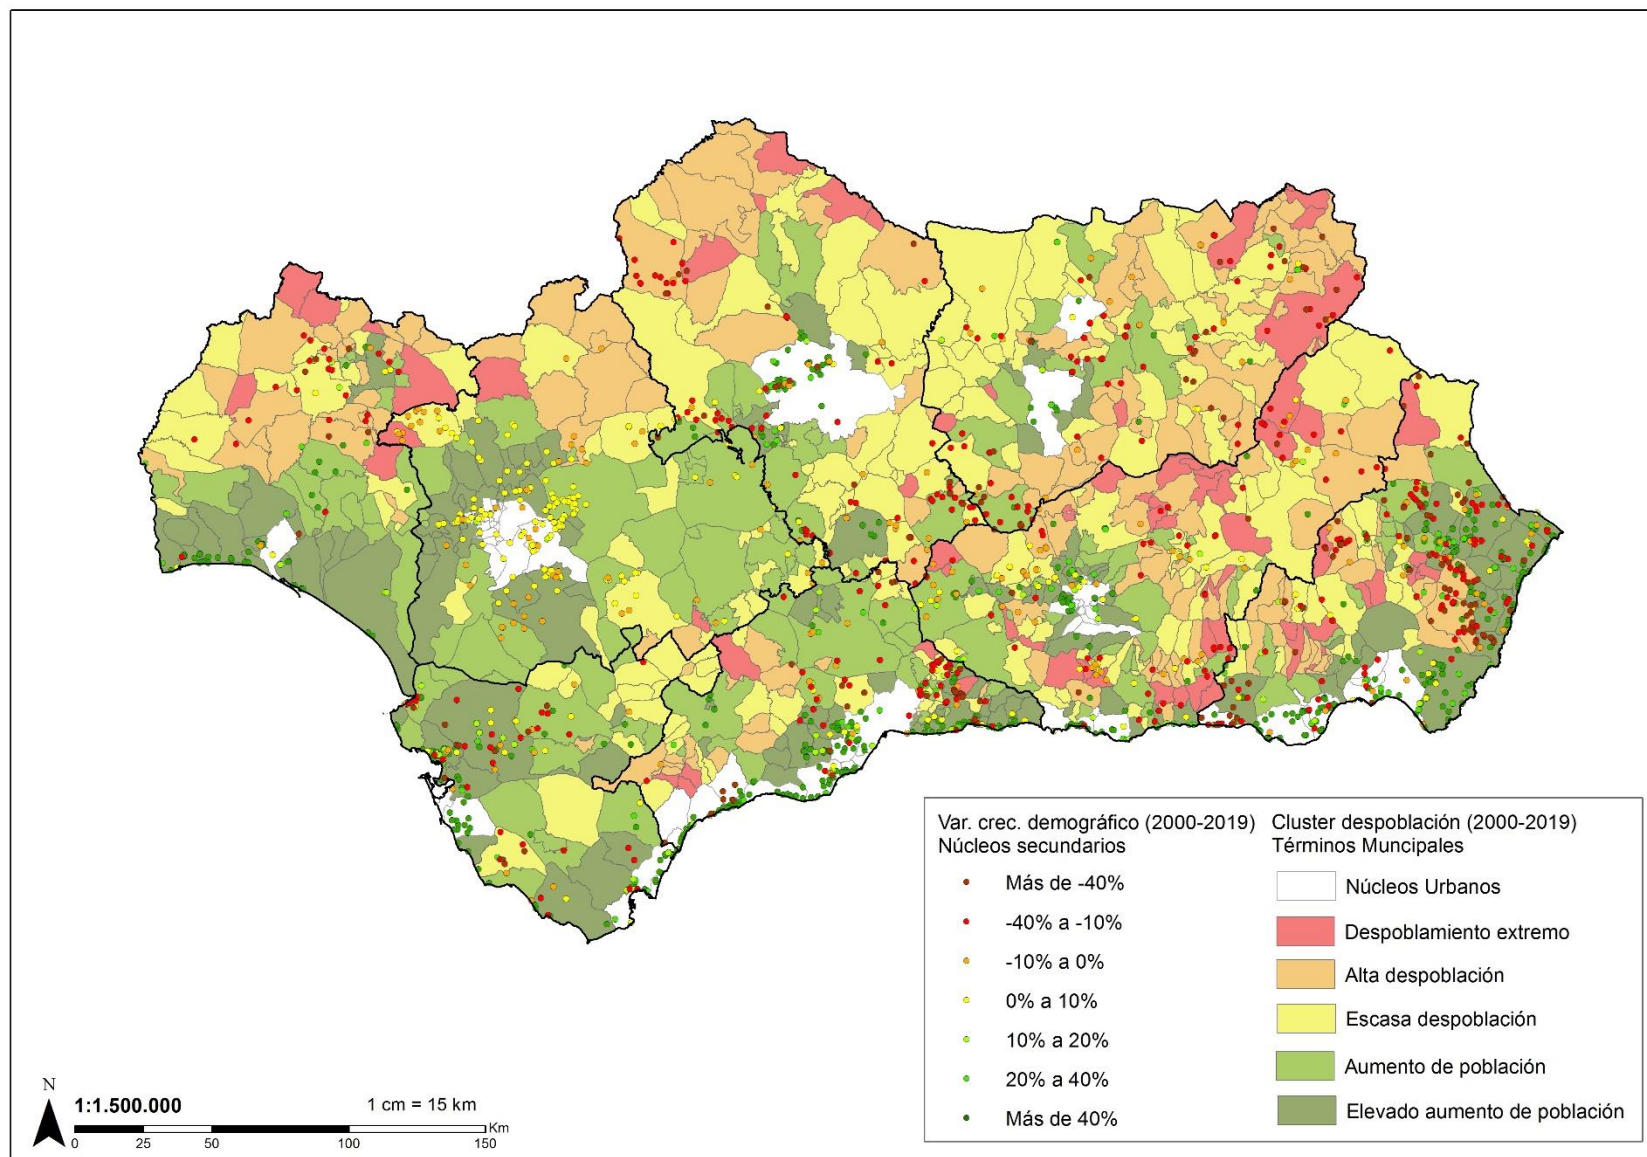 Var. crec. demográfico (2000-2019)
Núcleos secundarios
Más de -40%
-40% a -10%
-10% a 0%
0% a 10%
10% a 20%
20% a 40%
Más de 40%
Cluster despoblación (2000-2019)
Términos Muncipales
Núcleos Urbanos
Despoblamiento extremo
Alta despoblación
Escasa despoblación
Aumento de población
Elevado aumento de población
N
1:1.500.000 1 cm = 15 km
Km
0 25 50 100 150